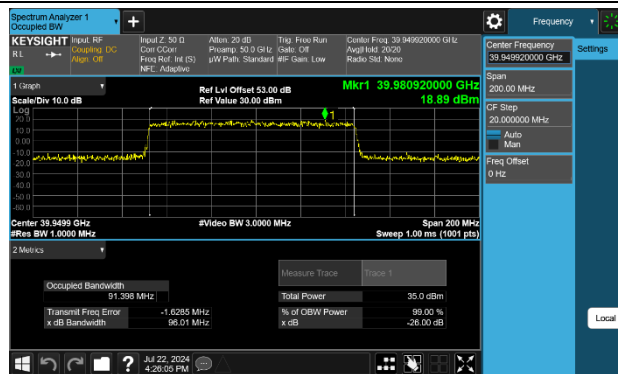 Spectrum Analyzer 1
Occupied BW
+
Frequency
KEYSIGHT
RL
Input: RF
Coupling: DC
Align: Off
Input Z: 50 Ω
Corr CCorr
Freq Ref: Int (S)
NFE: Adaptive
Atten: 20 dB
Preamp: 50.0 GHz
µW Path: Standard
Trig: Free Run
Gate: Off
#IF Gain: Low
Center Freq: 39.949920000 GHz
Avg|Hold: 20/20
Radio Std: None
Center Frequency
39.949920000 GHz
Settings
Span
200.00 MHz
CF Step
20.000000 MHz
Auto
Man
Freq Offset
0 Hz
Local
1 Graph
Scale/Div 10.0 dB
Ref Lvl Offset 53.00 dB
Ref Value 30.00 dBm
Mkr1 39.980920000 GHz
18.89 dBm
Log
20.0
10.0
0.00
-10.0
-20.0
-30.0
-40.0
-50.0
-60.0
1
Center 39.9499 GHz
#Res BW 1.0000 MHz
#Video BW 3.0000 MHz
Span 200 MHz
Sweep 1.00 ms (1001 pts)
2 Metrics
Measure Trace
Trace 1
Occupied Bandwidth
91.398 MHz
Total Power
35.0 dBm
Transmit Freq Error
-1.6285 MHz
% of OBW Power
99.00 %
x dB Bandwidth
96.01 MHz
x dB
-26.00 dB
?
Jul 22, 2024
4:26:05 PM